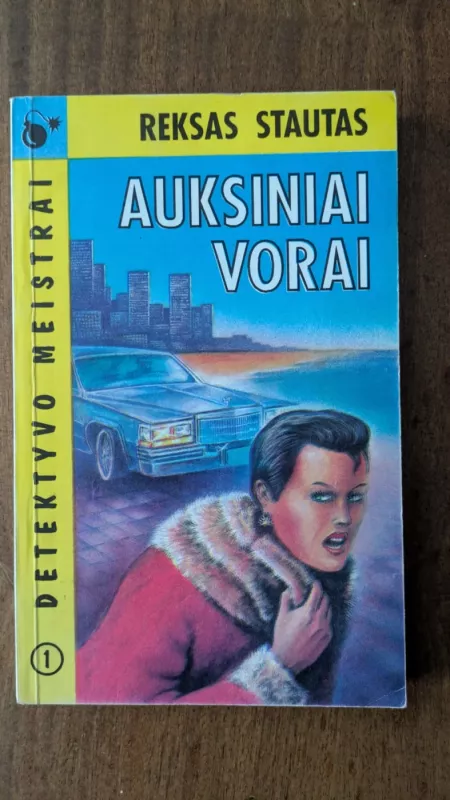 REKSAS STAUTAS
AUKSINIAI
VORAI
DETEKTYVO MEISTRAI
1